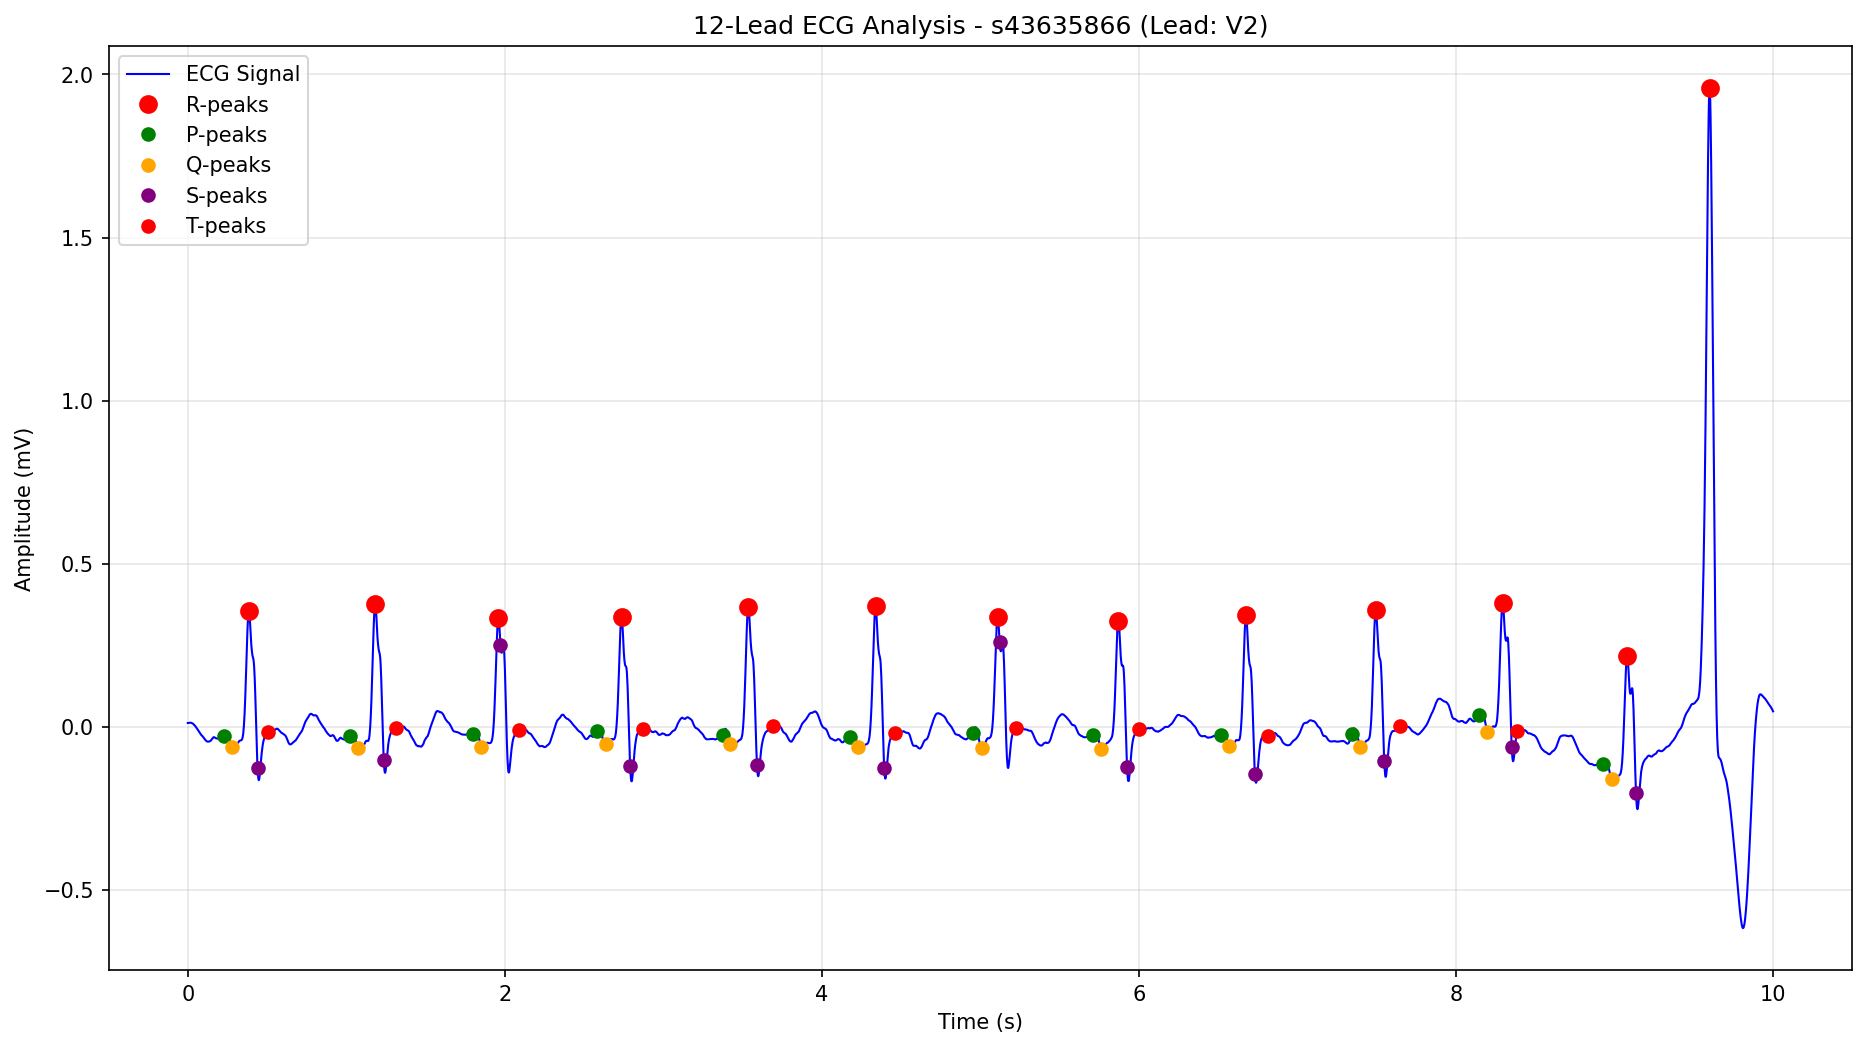 12-Lead ECG Analysis - s43635866 (Lead: V2)
ECG Signal
R-peaks
P-peaks
Q-peaks
S-peaks
T-peaks
2.0
1.5
1.0
0.5
0.0
−0.5
Amplitude (mV)
0 2 4 6 8 10
Time (s)